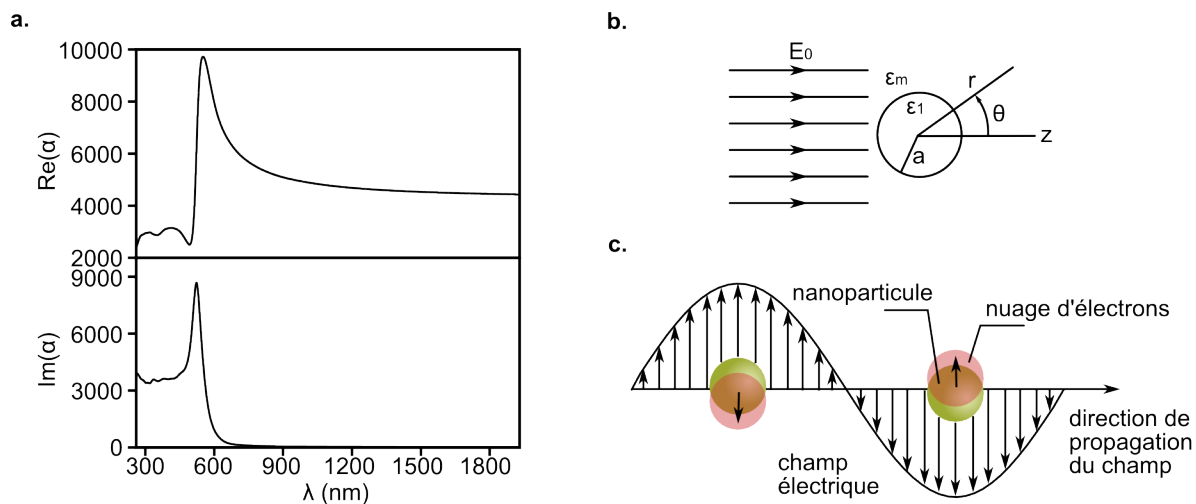 a.
10000
8000
6000
4000
2000
Re(α)
9000
6000
3000
0
Im(α)
300 600 900 1200 1500 1800
λ (nm)
b.
E0
εm
ε1
r
θ
a
z
c.
nanoparticule
nuage d'électrons
champ
électrique
direction de
propagation
du champ